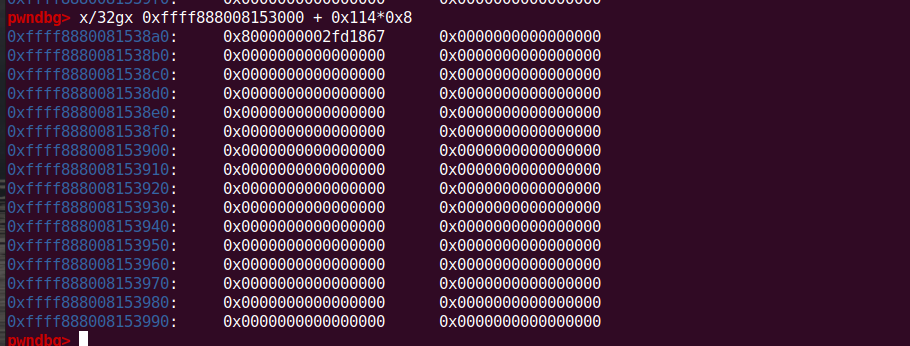 pwndbg> x/32gx 0xffff888008153000 + 0x114*0x8
0xffff8880081538a0: 0x8000000002fd1867 0x0000000000000000
0xffff8880081538b0: 0x0000000000000000 0x0000000000000000
0xffff8880081538c0: 0x0000000000000000 0x0000000000000000
0xffff8880081538d0: 0x0000000000000000 0x0000000000000000
0xffff8880081538e0: 0x0000000000000000 0x0000000000000000
0xffff8880081538f0: 0x0000000000000000 0x0000000000000000
0xffff888008153900: 0x0000000000000000 0x0000000000000000
0xffff888008153910: 0x0000000000000000 0x0000000000000000
0xffff888008153920: 0x0000000000000000 0x0000000000000000
0xffff888008153930: 0x0000000000000000 0x0000000000000000
0xffff888008153940: 0x0000000000000000 0x0000000000000000
0xffff888008153950: 0x0000000000000000 0x0000000000000000
0xffff888008153960: 0x0000000000000000 0x0000000000000000
0xffff888008153970: 0x0000000000000000 0x0000000000000000
0xffff888008153980: 0x0000000000000000 0x0000000000000000
0xffff888008153990: 0x0000000000000000 0x0000000000000000
pwndbg>